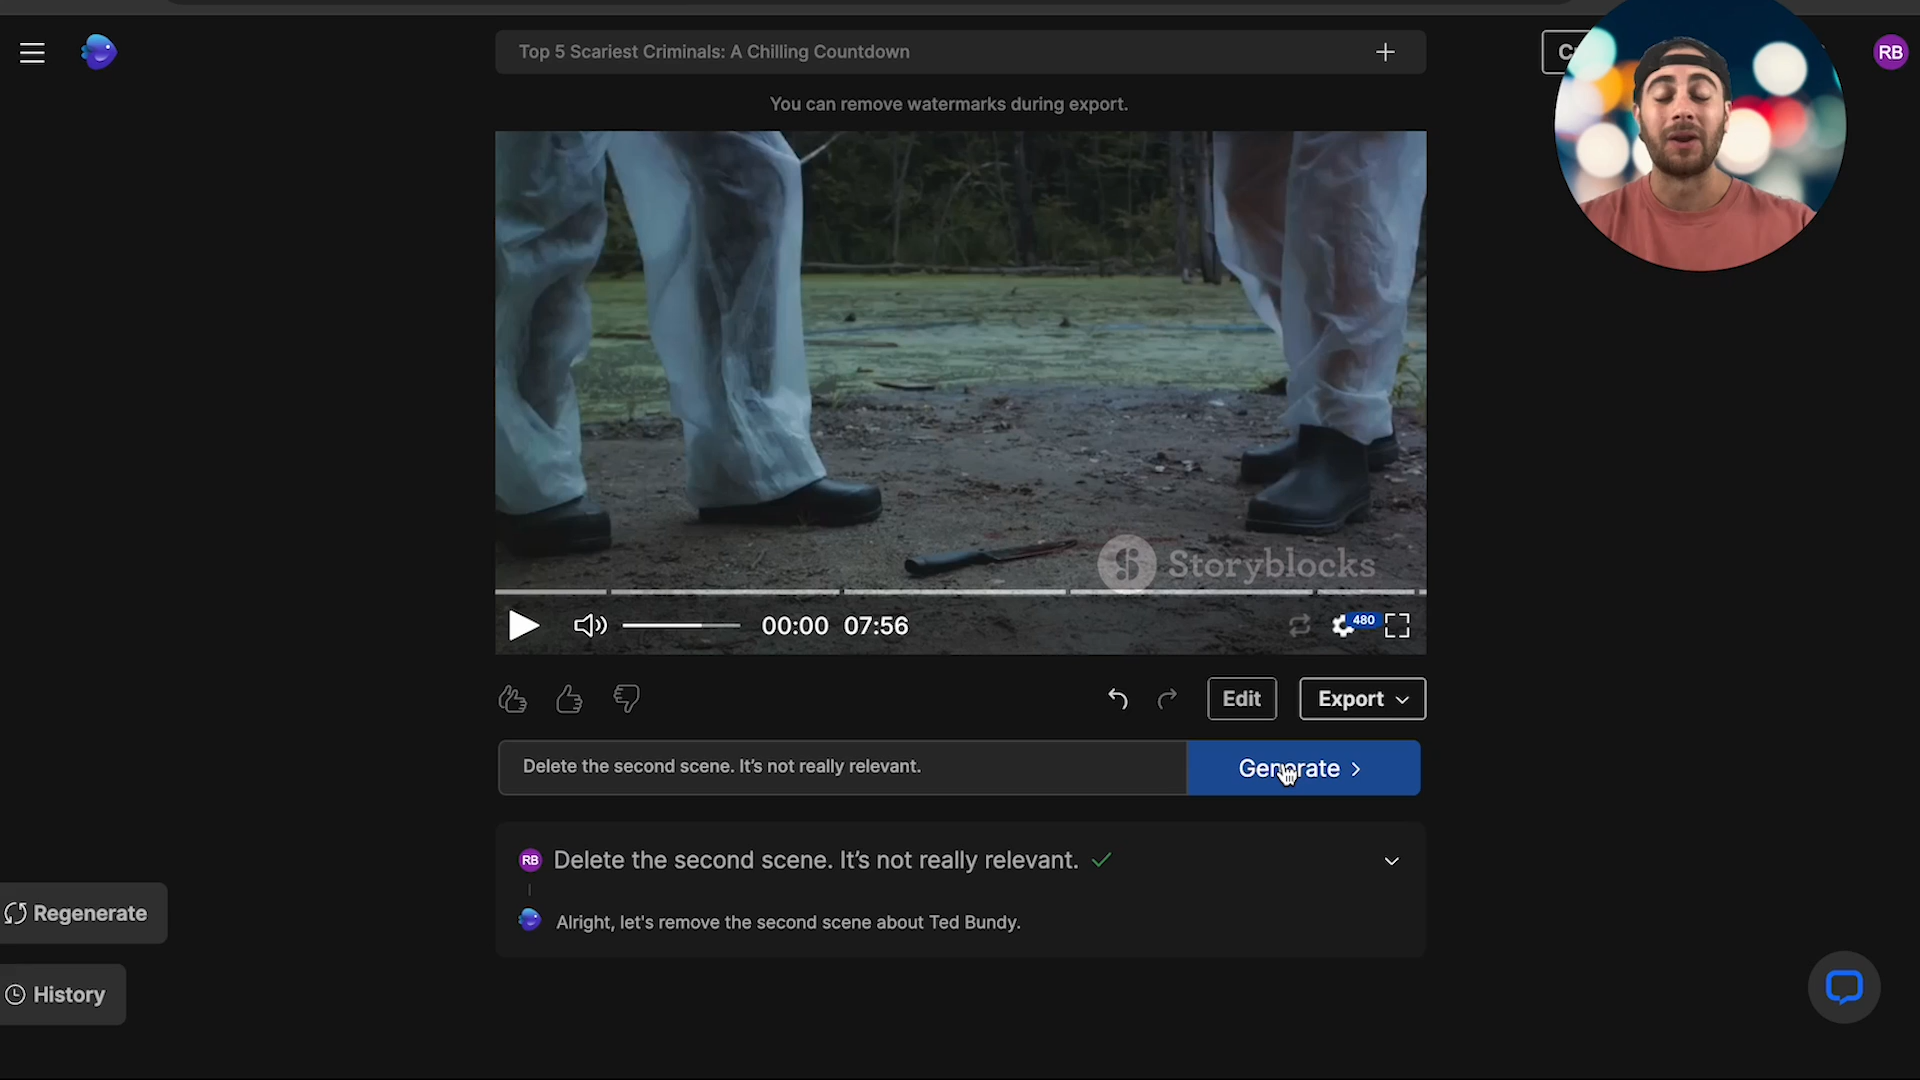 Top 5 Scariest Criminals: A Chilling Countdown
RB
You can remove watermarks during export.
Storyblocks
00:00 07:56
480
Edit
Export
Delete the second scene. It's not really relevant.
Generate
RB Delete the second scene. It's not really relevant.
Alright, let's remove the second scene about Ted Bundy.
Regenerate
History